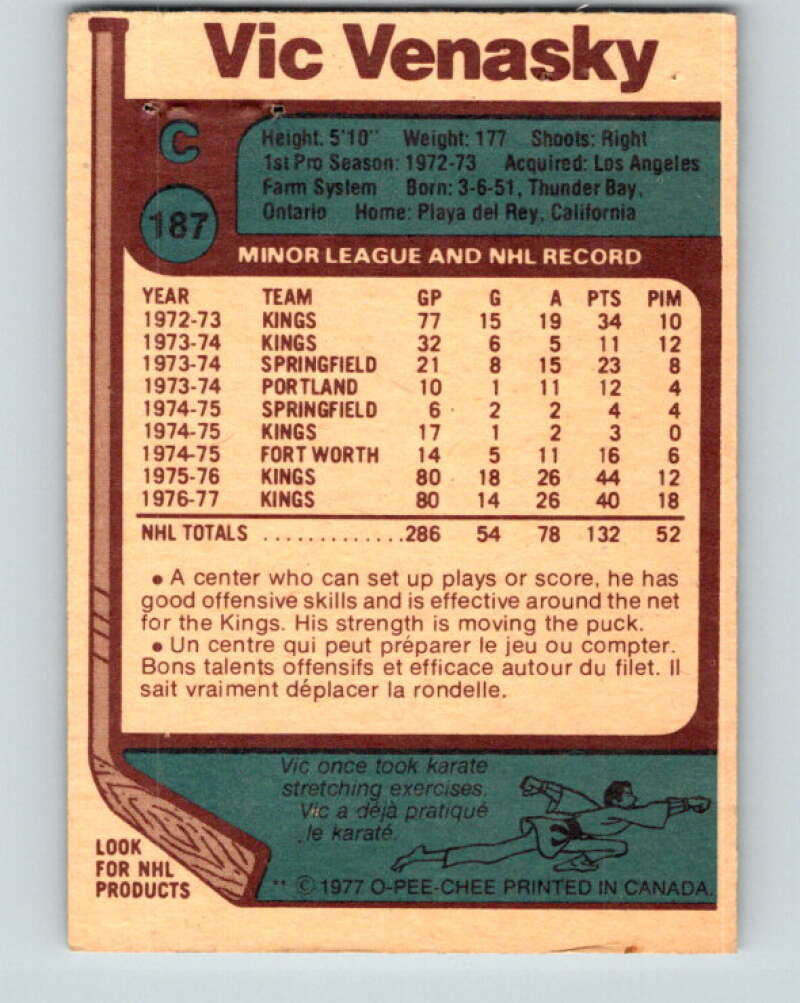 Vic Venasky
C
187
Height. 5'10" Weight: 177 Shoots: Right
1st Pro Season: 1972-73 Acquired: Los Angeles
Farm System Born: 3-6-51, Thunder Bay,
Ontario Home: Playa del Rey, California
MINOR LEAGUE AND NHL RECORD
YEAR TEAM GP G A PTS PIM
1972-73 KINGS 77 15 19 34 10
1973-74 KINGS 32 6 5 11 12
1973-74 SPRINGFIELD 21 8 15 23 8
1973-74 PORTLAND 10 1 11 12 4
1974-75 SPRINGFIELD 6 2 2 4 4
1974-75 KINGS 17 1 2 3 0
1974-75 FORT WORTH 14 5 11 16 6
1975-76 KINGS 80 18 26 44 12
1976-77 KINGS 80 14 26 40 18
NHL TOTALS .............286 54 78 132 52
• A center who can set up plays or score, he has
good offensive skills and is effective around the net
for the Kings. His strength is moving the puck.
• Un centre qui peut préparer le jeu ou compter.
Bons talents offensifs et efficace autour du filet. Il
sait vraiment déplacer la rondelle.
Vic once took karate
stretching exercises.
Vic a déjà pratiqué
le karaté.
LOOK
FOR NHL
PRODUCTS
** © 1977 O-PEE-CHEE PRINTED IN CANADA.